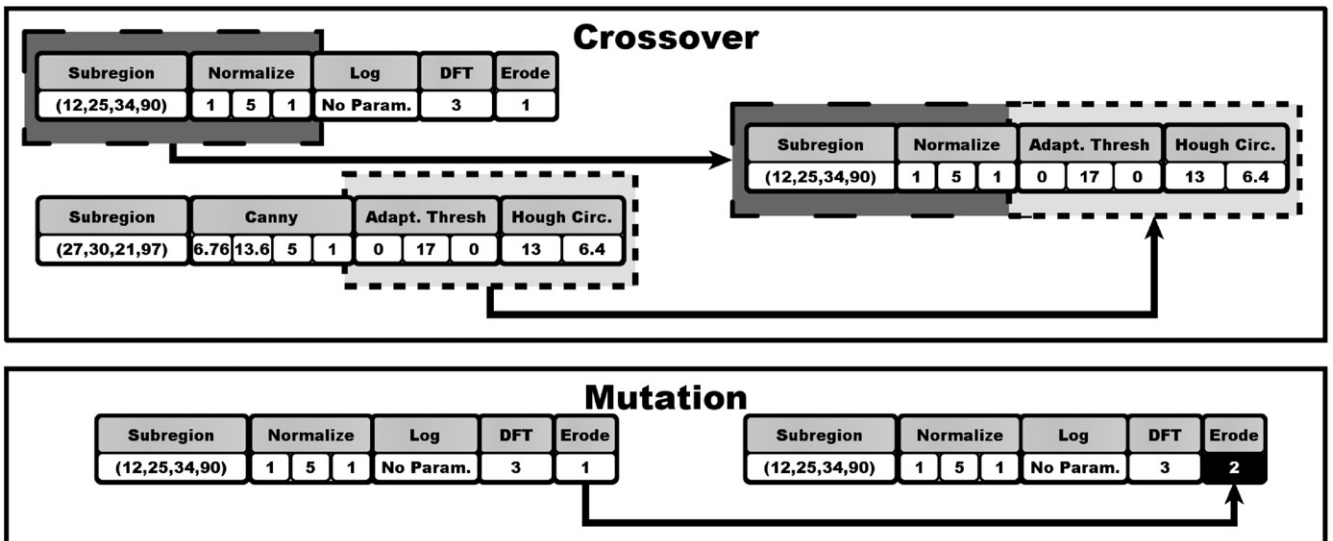 Crossover
Subregion Normalize Log DFT Erode
(12,25,34,90) 1 5 1 No Param. 3 1
Subregion Normalize Adapt. Thresh Hough Circ.
(12,25,34,90) 1 5 1 0 17 0 13 6.4
Subregion Canny Adapt. Thresh Hough Circ.
(27,30,21,97) 6.76 13.6 5 1 0 17 0 13 6.4
Mutation
Subregion Normalize Log DFT Erode
(12,25,34,90) 1 5 1 No Param. 3 1
Subregion Normalize Log DFT Erode
(12,25,34,90) 1 5 1 No Param. 3 2